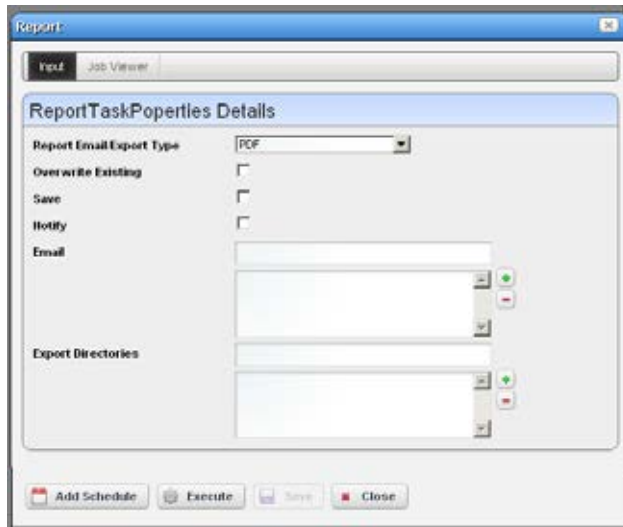 Report
Input Job Viewer
ReportTaskPoperties Details
Report Email/Export Type PDF
Overwrite Existing
Save
Notify
Email
Export Directories
Add Schedule Execute Save Close